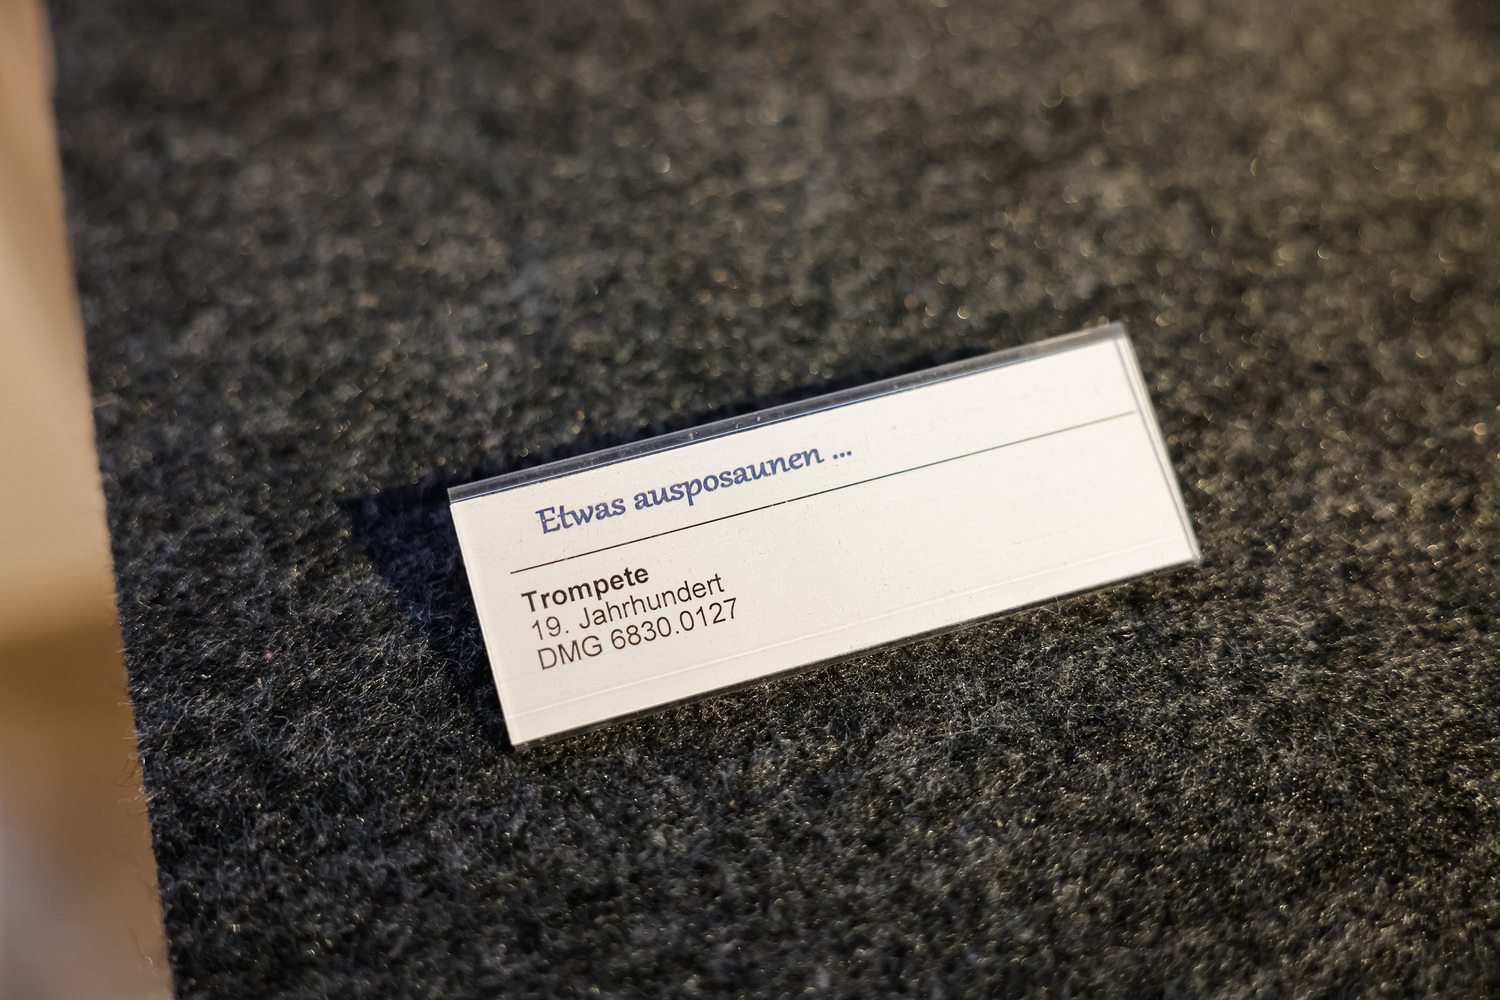 Etwas ausposaunen ...
Trompete
19. Jahrhundert
DMG 6830.0127